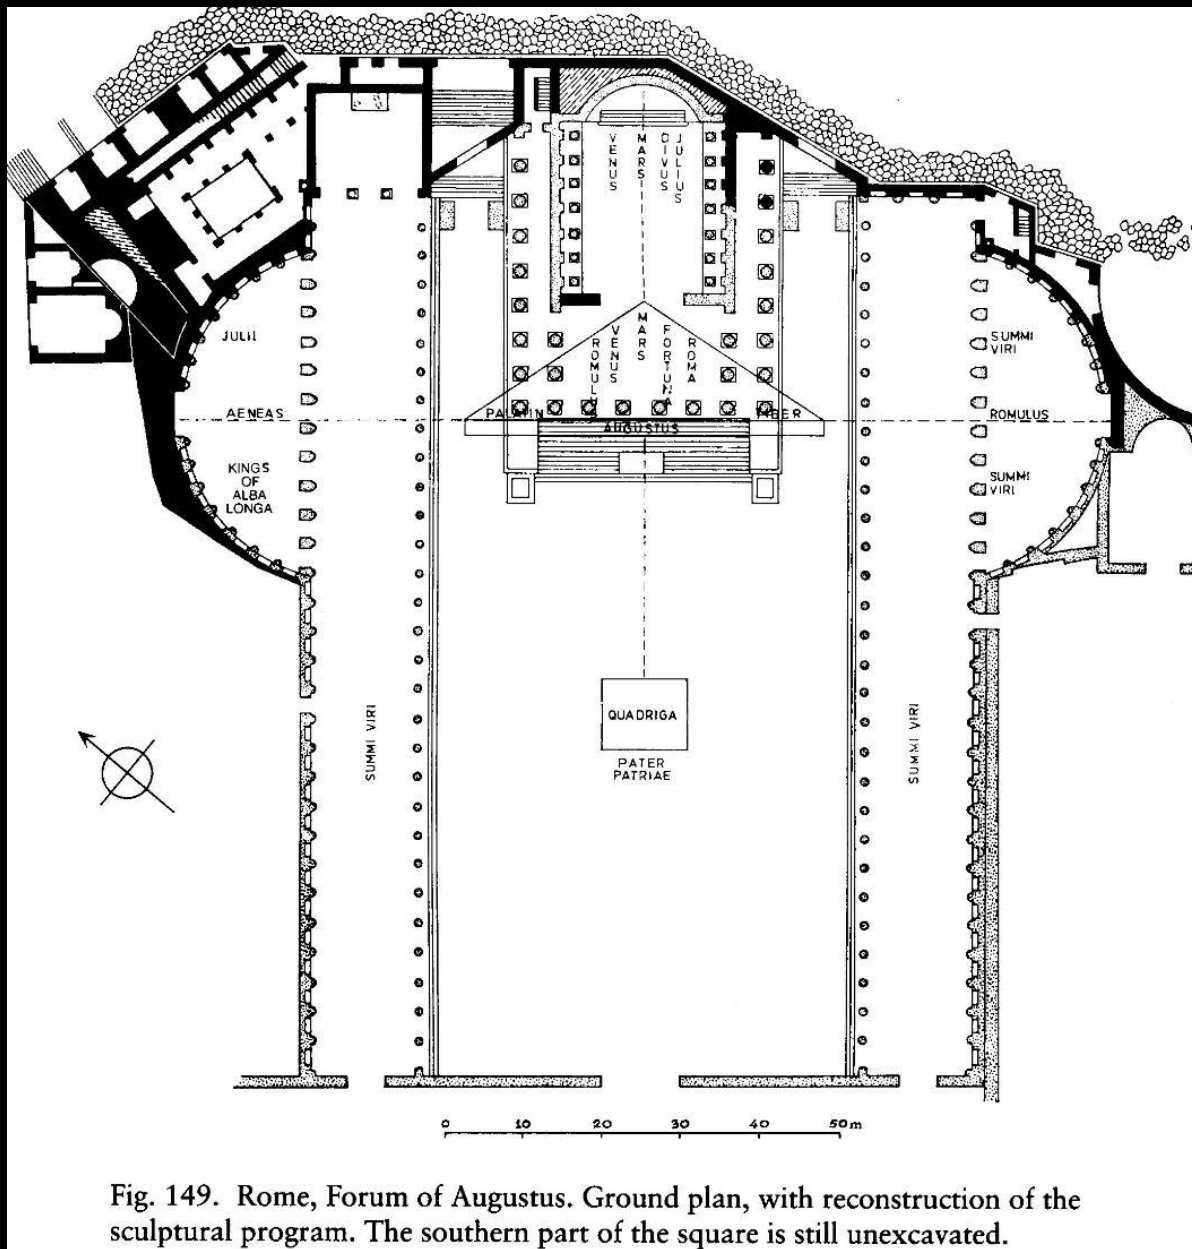 VENUS
MARS
DIVUS
JULIUS
JULII
ROMULUS
VENUS
MARS
FORTUNA
ROMA
SUMMI
VIRI
AENEAS
PALATIN
TIBER
ROMULUS
AUGUSTUS
KINGS
OF
ALBA
LONGA
SUMMI
VIRI
SUMMI VIRI
QUADRIGA
PATER
PATRIAE
SUMMI VIRI
0 10 20 30 40 50m
Fig. 149. Rome, Forum of Augustus. Ground plan, with reconstruction of the
sculptural program. The southern part of the square is still unexcavated.